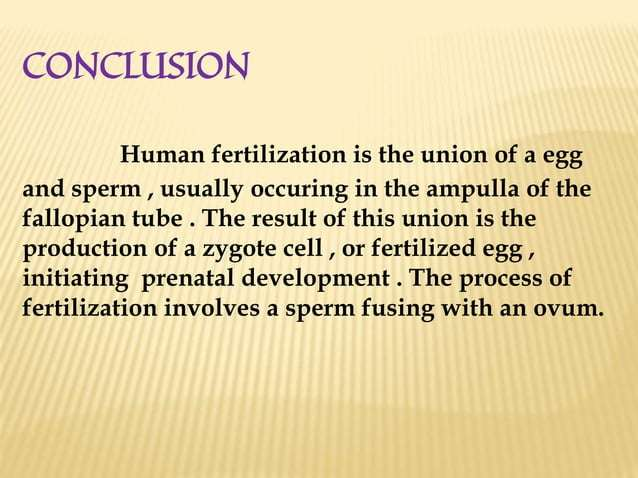 CONCLUSION
Human fertilization is the union of a egg
and sperm , usually occuring in the ampulla of the
fallopian tube . The result of this union is the
production of a zygote cell , or fertilized egg ,
initiating  prenatal development . The process of
fertilization involves a sperm fusing with an ovum.